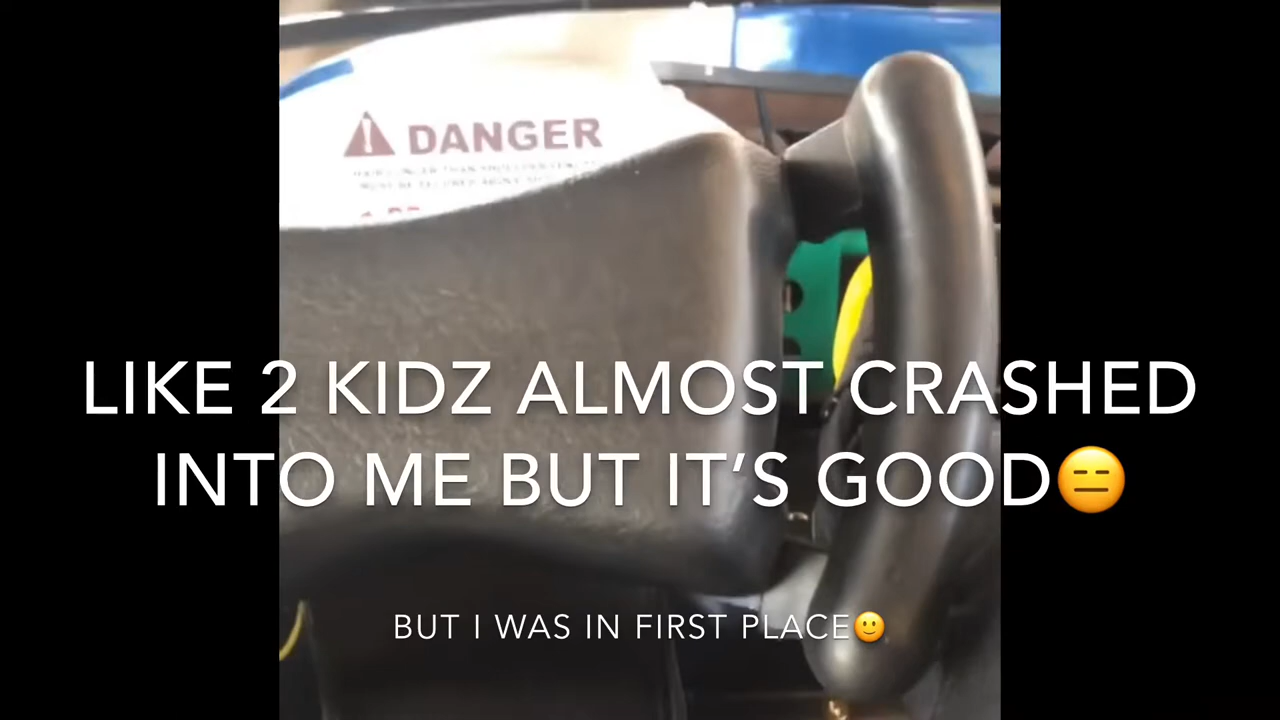 DANGER
LIKE 2 KIDZ ALMOST CRASHED
INTO ME BUT IT’S GOOD😑
BUT I WAS IN FIRST PLACE🙂